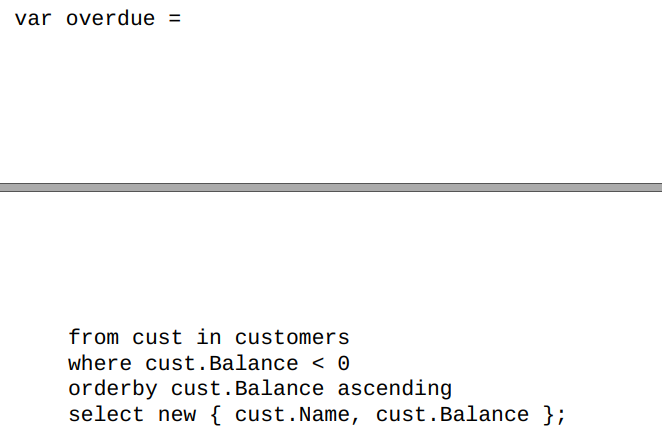 var overdue =
from cust in customers
where cust.Balance < 0
orderby cust.Balance ascending
select new { cust.Name, cust.Balance };